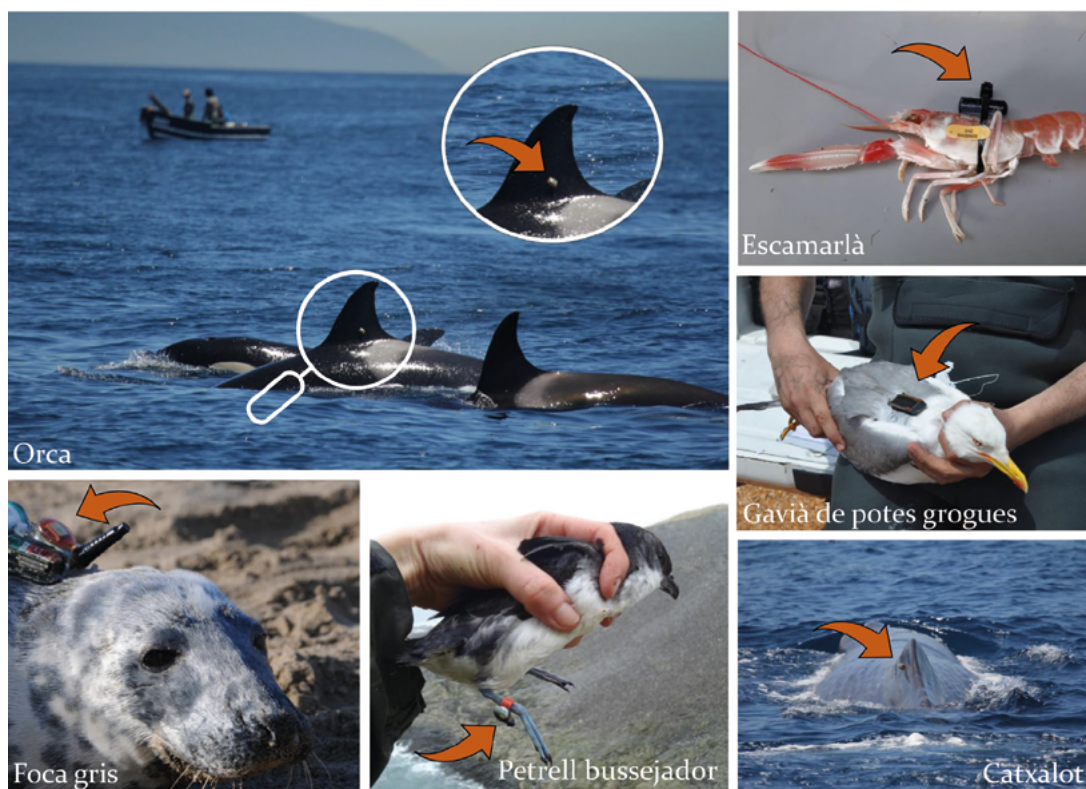 Orca
Escamarlà
Gavià de potes grogues
Foca gris
Petrell bussejador
Catxalot